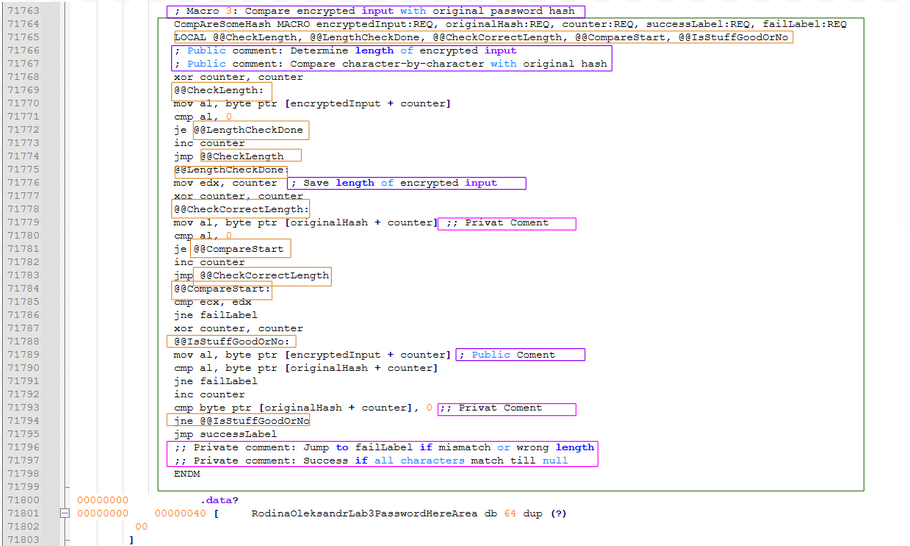 71763 ; Macro 3: Compare encrypted input with original password hash
71764 CompAreSomeHash MACRO encryptedInput:REQ, originalHash:REQ, counter:REQ, successLabel:REQ, failLabel:REQ
71765 LOCAL @@CheckLength, @@LengthCheckDone, @@CheckCorrectLength, @@CompareStart, @@IsStuffGoodOrNo
71766 ; Public comment: Determine length of encrypted input
71767 ; Public comment: Compare character-by-character with original hash
71768 xor counter, counter
71769 @@CheckLength:
71770 mov al, byte ptr [encryptedInput + counter]
71771 cmp al, 0
71772 je @@LengthCheckDone
71773 inc counter
71774 jmp @@CheckLength
71775 @@LengthCheckDone:
71776 mov edx, counter ; Save length of encrypted input
71777 xor counter, counter
71778 @@CheckCorrectLength:
71779 mov al, byte ptr [originalHash + counter] ;; Privat Coment
71780 cmp al, 0
71781 je @@CompareStart
71782 inc counter
71783 jmp @@CheckCorrectLength
71784 @@CompareStart:
71785 cmp ecx, edx
71786 jne failLabel
71787 xor counter, counter
71788 @@IsStuffGoodOrNo:
71789 mov al, byte ptr [encryptedInput + counter] ; Public Coment
71790 cmp al, byte ptr [originalHash + counter]
71791 jne failLabel
71792 inc counter
71793 cmp byte ptr [originalHash + counter], 0 ;; Privat Coment
71794 jne @@IsStuffGoodOrNo
71795 jmp successLabel
71796 ;; Private comment: Jump to failLabel if mismatch or wrong length
71797 ;; Private comment: Success if all characters match till null
71798 ENDM
71799
71800 00000000 .data?
71801 00000000 00000040 [ RodinaOleksandrLab3PasswordHereArea db 64 dup (?)
71802 00
71803 ]